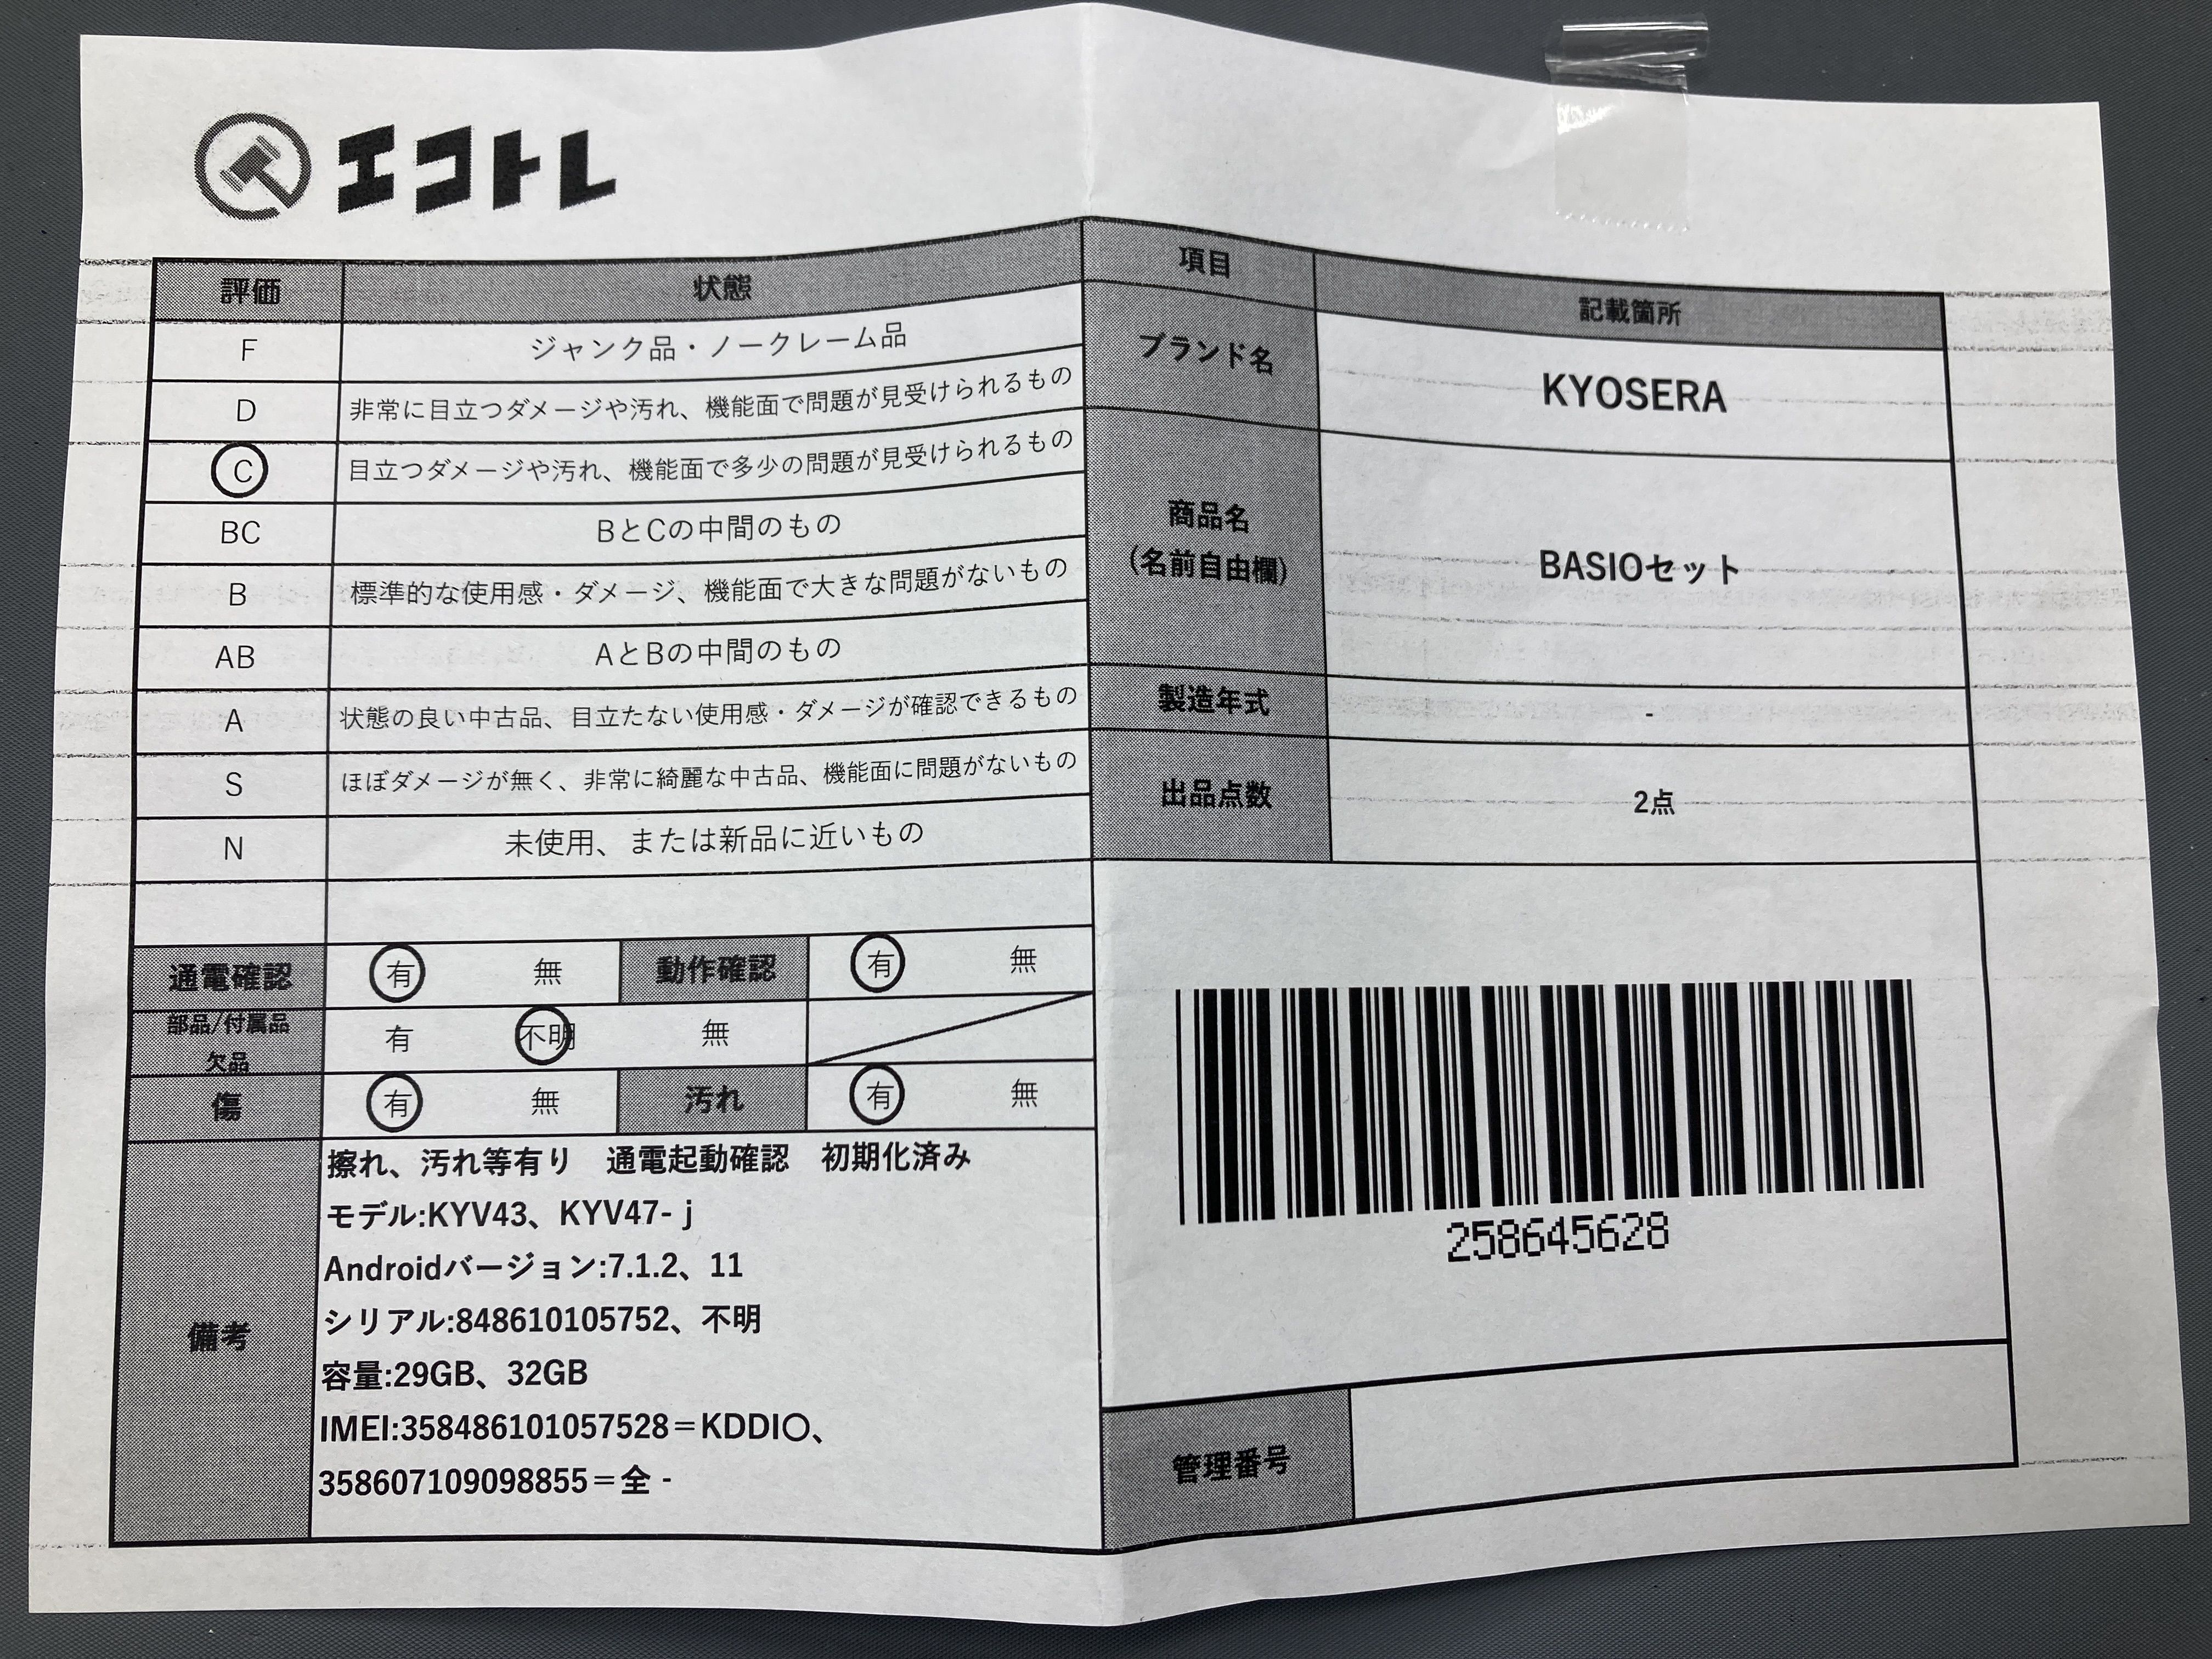 エコトレ
評価 状態
F ジャンク品・ノークレーム品
D 非常に目立つダメージや汚れ、機能面で問題が見受けられるもの
C 目立つダメージや汚れ、機能面で多少の問題が見受けられるもの
BC BとCの中間のもの
B 標準的な使用感・ダメージ、機能面で大きな問題がないもの
AB AとBの中間のもの
A 状態の良い中古品、目立たない使用感・ダメージが確認できるもの
S ほぼダメージが無く、非常に綺麗な中古品、機能面に問題がないもの
N 未使用、または新品に近いもの
通電確認 有 無 動作確認 有 無
部品/付属品
欠品 有 不明 無
傷 有 無 汚れ 有 無
備考
擦れ、汚れ等有り 通電起動確認 初期化済み
モデル:KYV43、KYV47-ｊ
Androidバージョン:7.1.2、11
シリアル:848610105752、不明
容量:29GB、32GB
IMEI:358486101057528＝KDDI〇、
358607109098855＝全 -
項目 記載箇所
ブランド名 KYOSERA
商品名
(名前自由欄)
BASIOセット
製造年式 -
出品点数 2点
258645628
管理番号